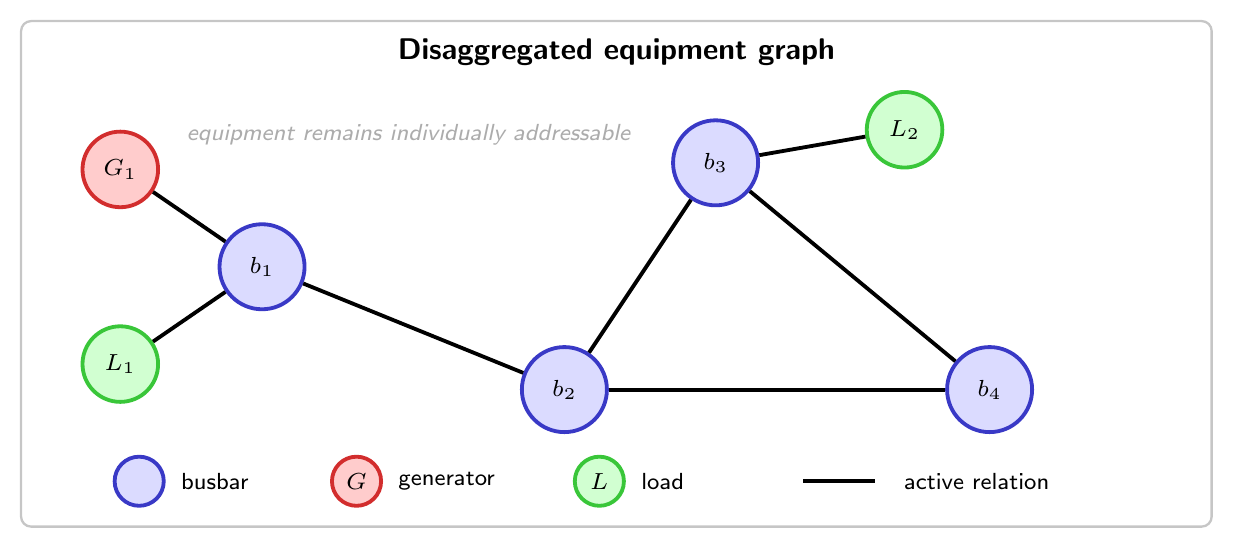 Disaggregated equipment graph
equipment remains individually addressable
L₂
G₁
b₃
b₁
L₁
b₂
b₄
busbar
G generator
L load
active relation